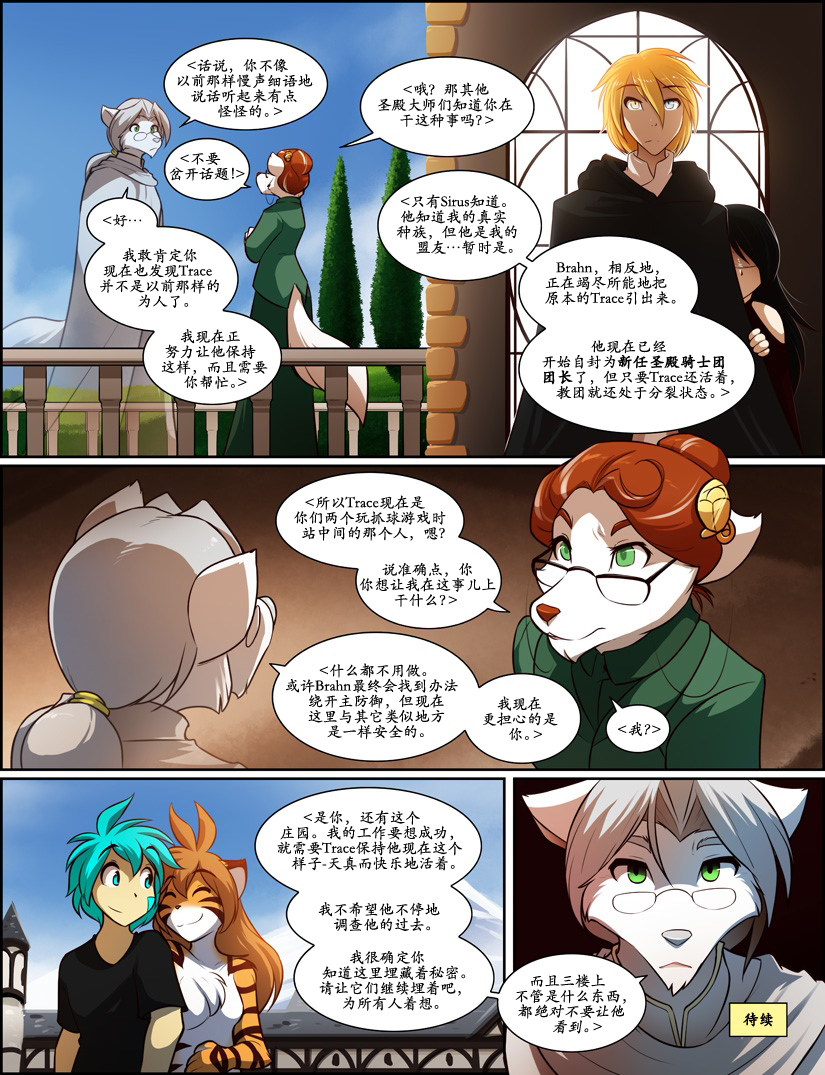 <话说，你不像
以前那样慢声细语地
说话听起来有点
怪怪的。>
<不要
岔开话题!>
<好…
我敢肯定你
现在也发现Trace
并不是以前那样的
为人了。
我现在正
努力让他保持
这样，而且需要
你帮忙。>
<哦？那其他
圣殿大师们知道你在
干这种事吗?>
<只有Sirus知道。
他知道我的真实
种族，但他是我的
盟友…暂时是。
Brahn，相反地，
正在竭尽所能地把
原本的Trace引出来。
他现在已经
开始自封为新任圣殿骑士团
团长了，但只要Trace还活着，
教团就还处于分裂状态。>
<所以Trace现在是
你们两个玩抓球游戏时
站中间的那个人，嗯?
说准确点，你
你想让我在这事儿上
干什么?>
<什么都不用做。
或许Brahn最终会找到办法
绕开主防御，但现在
这里与其它类似地方
是一样安全的。
我现在
更担心的是
你。>
<我?>
<是你，还有这个
庄园。我的工作要想成功，
就需要Trace保持他现在这个
样子-天真而快乐地活着。
我不希望他不停地
调查他的过去。
我很确定你
知道这里埋藏着秘密。
请让它们继续埋着吧，
为所有人着想。
而且三楼上
不管是什么东西，
都绝对不要让他
看到。>
待续